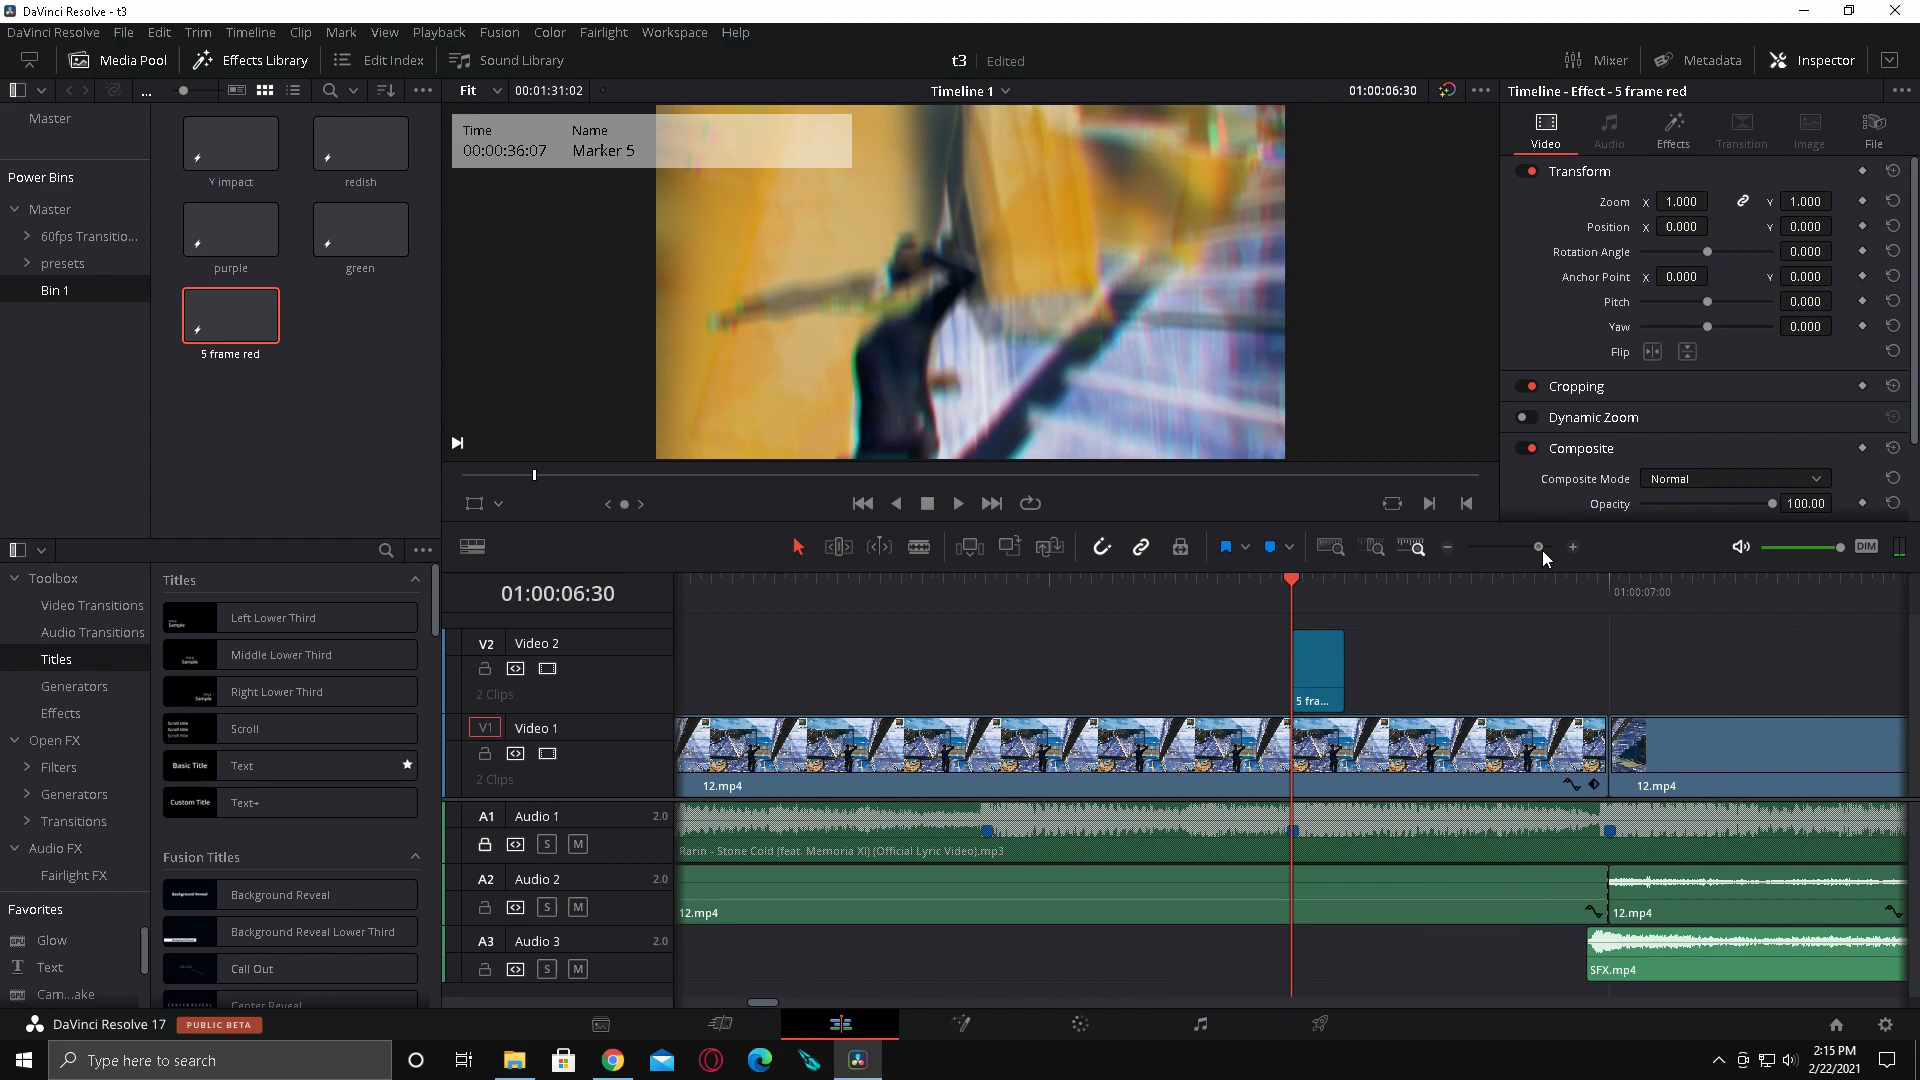 DaVinci Resolve - t3
DaVinci Resolve File Edit Trim Timeline Clip Mark View Playback Fusion Color Fairlight Workspace Help
Media Pool Effects Library Edit Index Sound Library t3 Edited Mixer Metadata Inspector
... Fit 00:01:31:02 Timeline 1 01:00:06:30 Timeline - Effect - 5 frame red
Master
Power Bins
Master
60fps Transitio...
presets
Bin 1
Y impact redish
purple green
5 frame red
Time Name
00:00:36:07 Marker 5
Video Audio Effects Transition Image File
Transform
Zoom X 1.000 Y 1.000
Position X 0.000 Y 0.000
Rotation Angle 0.000
Anchor Point X 0.000 Y 0.000
Pitch 0.000
Yaw 0.000
Flip
Cropping
Dynamic Zoom
Composite
Composite Mode Normal
Opacity 100.00
DIM
Toolbox
Video Transitions
Audio Transitions
Titles
Generators
Effects
Open FX
Filters
Generators
Transitions
Audio FX
Fairlight FX
Favorites
Glow
Text
Cam...ake
Titles
Left Lower Third
Middle Lower Third
Right Lower Third
Scroll
Basic Title Text
Custom Title Text+
Fusion Titles
Background Reveal
Background Reveal Lower Third
Call Out
Center Reveal
01:00:06:30
01:00:07:00
V2 Video 2
2 Clips
5 fra...
V1 Video 1
2 Clips
12.mp4 12.mp4
A1 Audio 1 2.0
S M
Rarin - Stone Cold (feat. Memoria XI) (Official Lyric Video).mp3
A2 Audio 2 2.0
S M
12.mp4 12.mp4
A3 Audio 3 2.0
S M
SFX.mp4
DaVinci Resolve 17 PUBLIC BETA
Type here to search
2:15 PM
2/22/2021